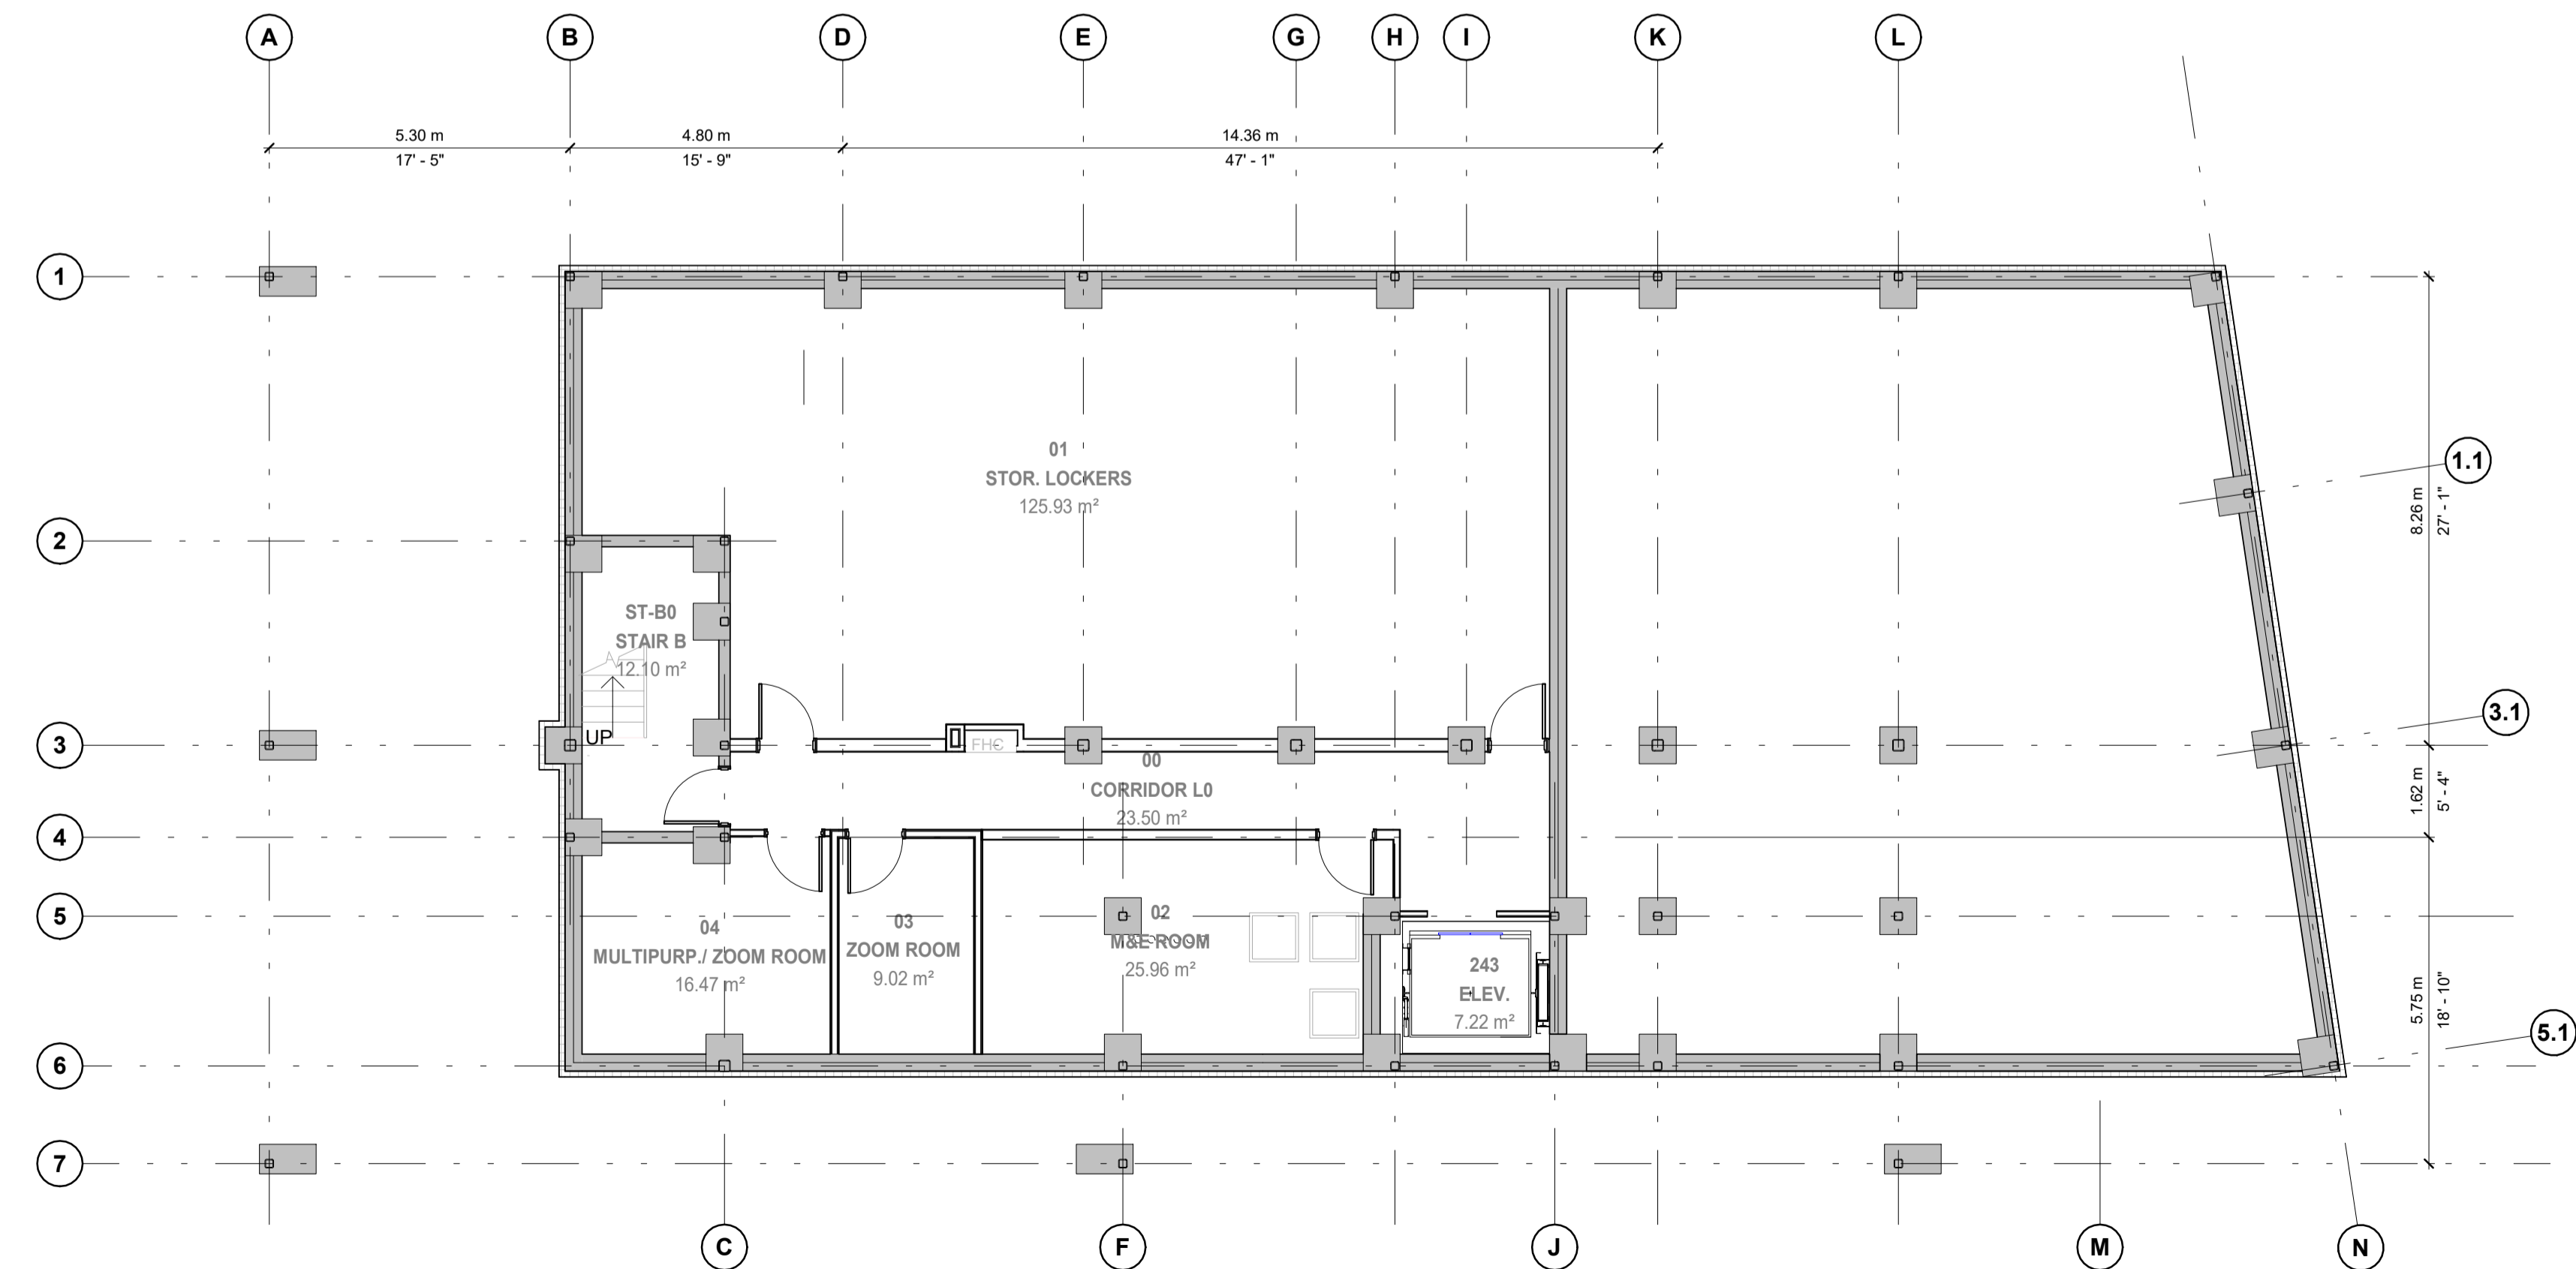 A
B
D
E
G
H
I
K
L
5.30 m
17' - 5"
4.80 m
15' - 9"
14.36 m
47' - 1"
1
01
STOR. LOCKERS
125.93 m²
1.1
8.26 m
27' - 1"
2
ST-B0
STAIR B
12.10 m²
UP
3
FHC
3.1
00
CORRIDOR L0
23.50 m²
1.62 m
5' - 4"
4
5
04
MULTIPURP./ ZOOM ROOM
16.47 m²
03
ZOOM ROOM
9.02 m²
02
M&E ROOM
25.96 m²
243
ELEV.
7.22 m²
5.75 m
18' - 10"
5.1
6
7
C
F
J
M
N